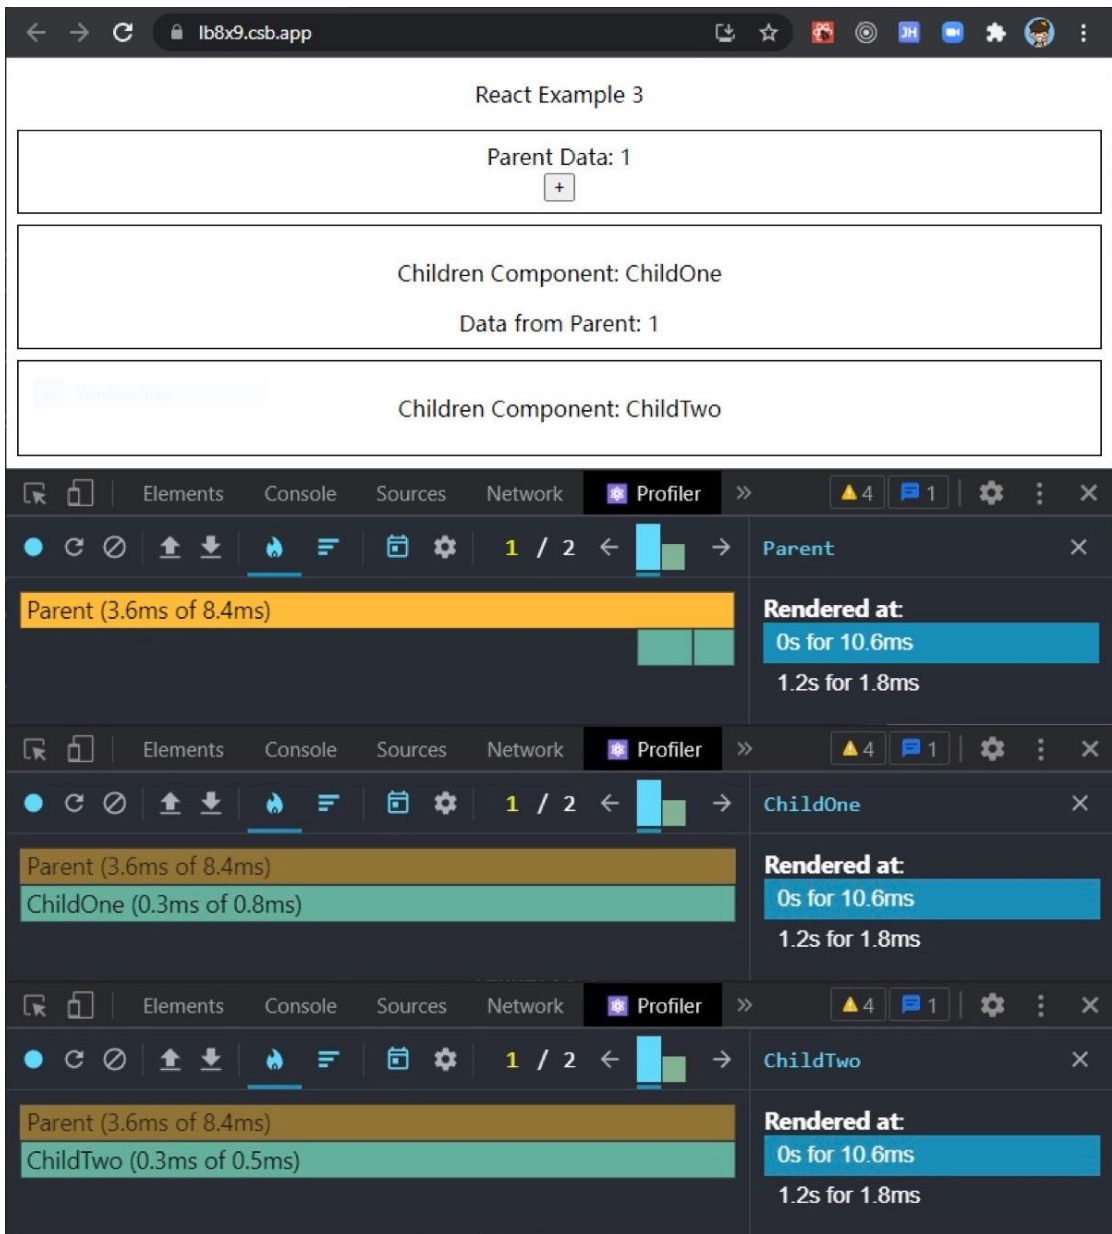 lb8x9.csb.app
JH
React Example 3
Parent Data: 1
+
Children Component: ChildOne
Data from Parent: 1
Window Snip
Children Component: ChildTwo
Elements Console Sources Network Profiler » 4 1
1 / 2 Parent
Parent (3.6ms of 8.4ms)
Rendered at:
0s for 10.6ms
1.2s for 1.8ms
Elements Console Sources Network Profiler » 4 1
1 / 2 ChildOne
Parent (3.6ms of 8.4ms)
ChildOne (0.3ms of 0.8ms)
Rendered at:
0s for 10.6ms
1.2s for 1.8ms
Elements Console Sources Network Profiler » 4 1
1 / 2 ChildTwo
Parent (3.6ms of 8.4ms)
ChildTwo (0.3ms of 0.5ms)
Rendered at:
0s for 10.6ms
1.2s for 1.8ms